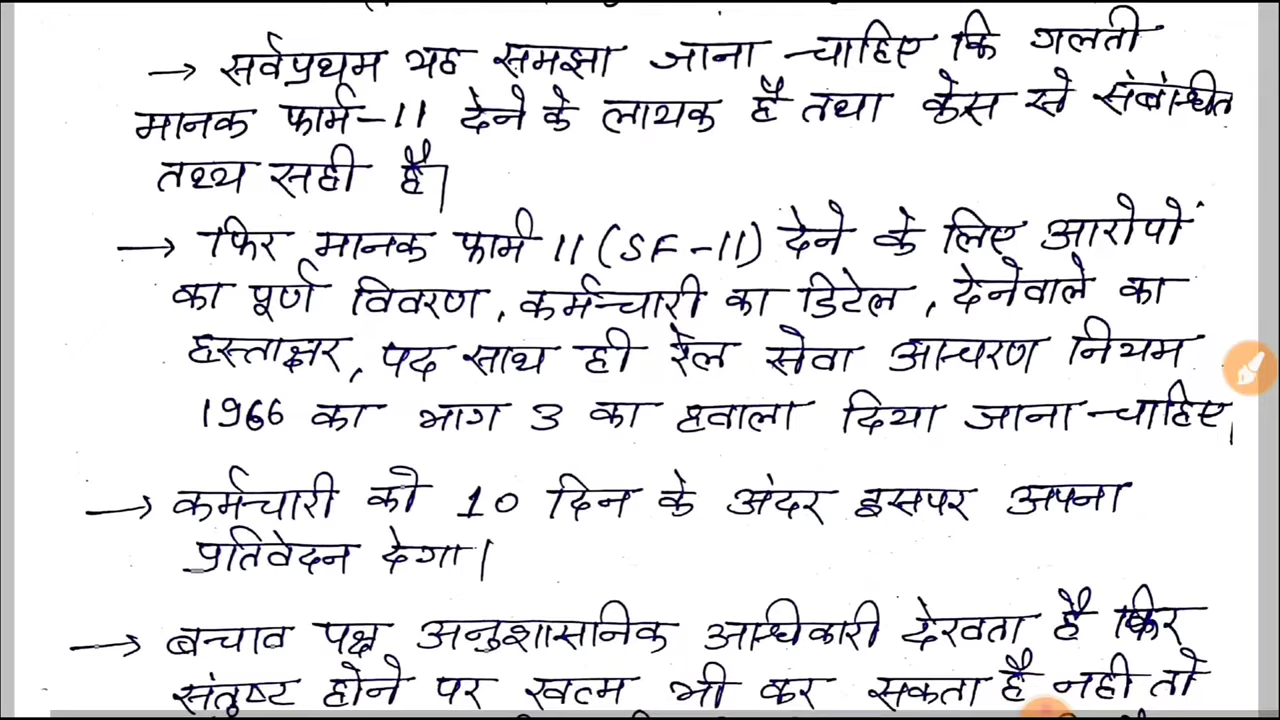 → सर्वप्रथम यह समझा जाना चाहिए कि गलती
मानक फार्म-11 देने के लायक है तथा केस से संबंधित
तथ्य सही है।
→ फिर मानक फार्म 11 (SF-11) देने के लिए आरोपों
का पूर्ण विवरण, कर्मचारी का डिटेल, देनेवाले का
हस्ताक्षर, पद साथ ही रेल सेवा आचरण नियम
1966 का भाग 3 का हवाला दिया जाना चाहिए।
→ कर्मचारी को 10 दिन के अंदर इसपर अपना
प्रतिवेदन देगा।
→ बचाव पक्ष अनुशासनिक अधिकारी देखता है फिर
संतुष्ट होने पर खत्म भी कर सकता है नही तो